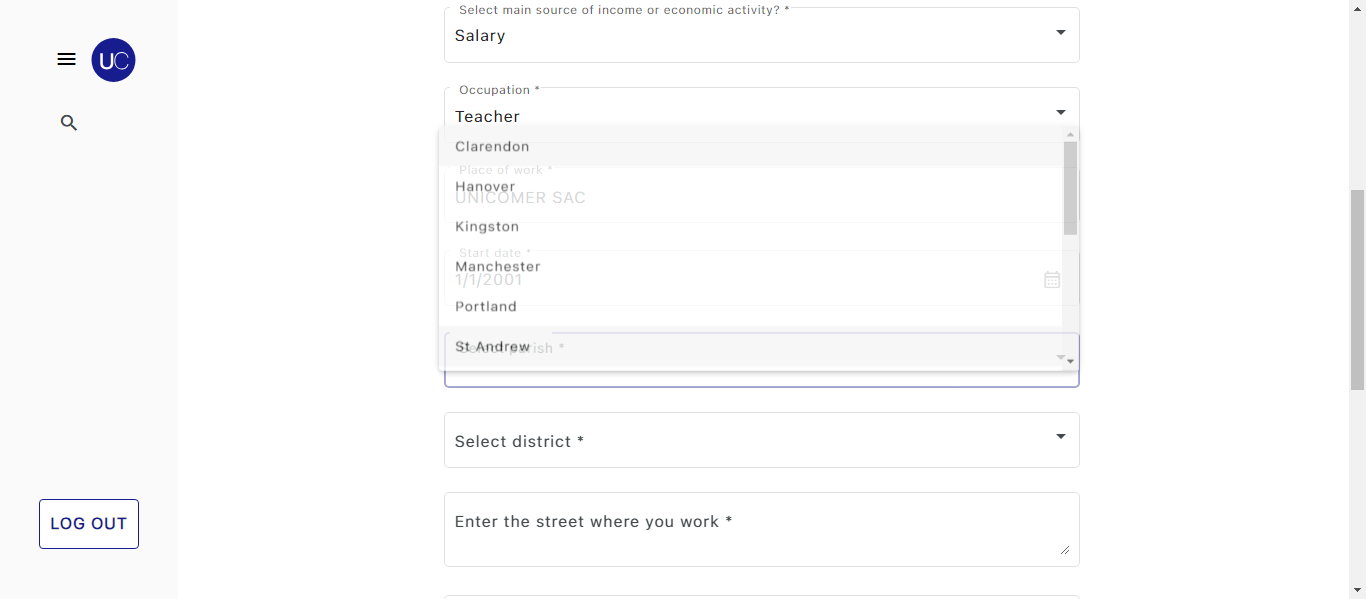 Select main source of income or economic activity? *
Salary
UC
Occupation *
Teacher
Clarendon
Place of work *
Hanover
UNICOMER SAC
Kingston
Start date *
Manchester
1/1/2001
Portland
St Andrew
Select parish *
Select district *
Enter the street where you work *
LOG OUT